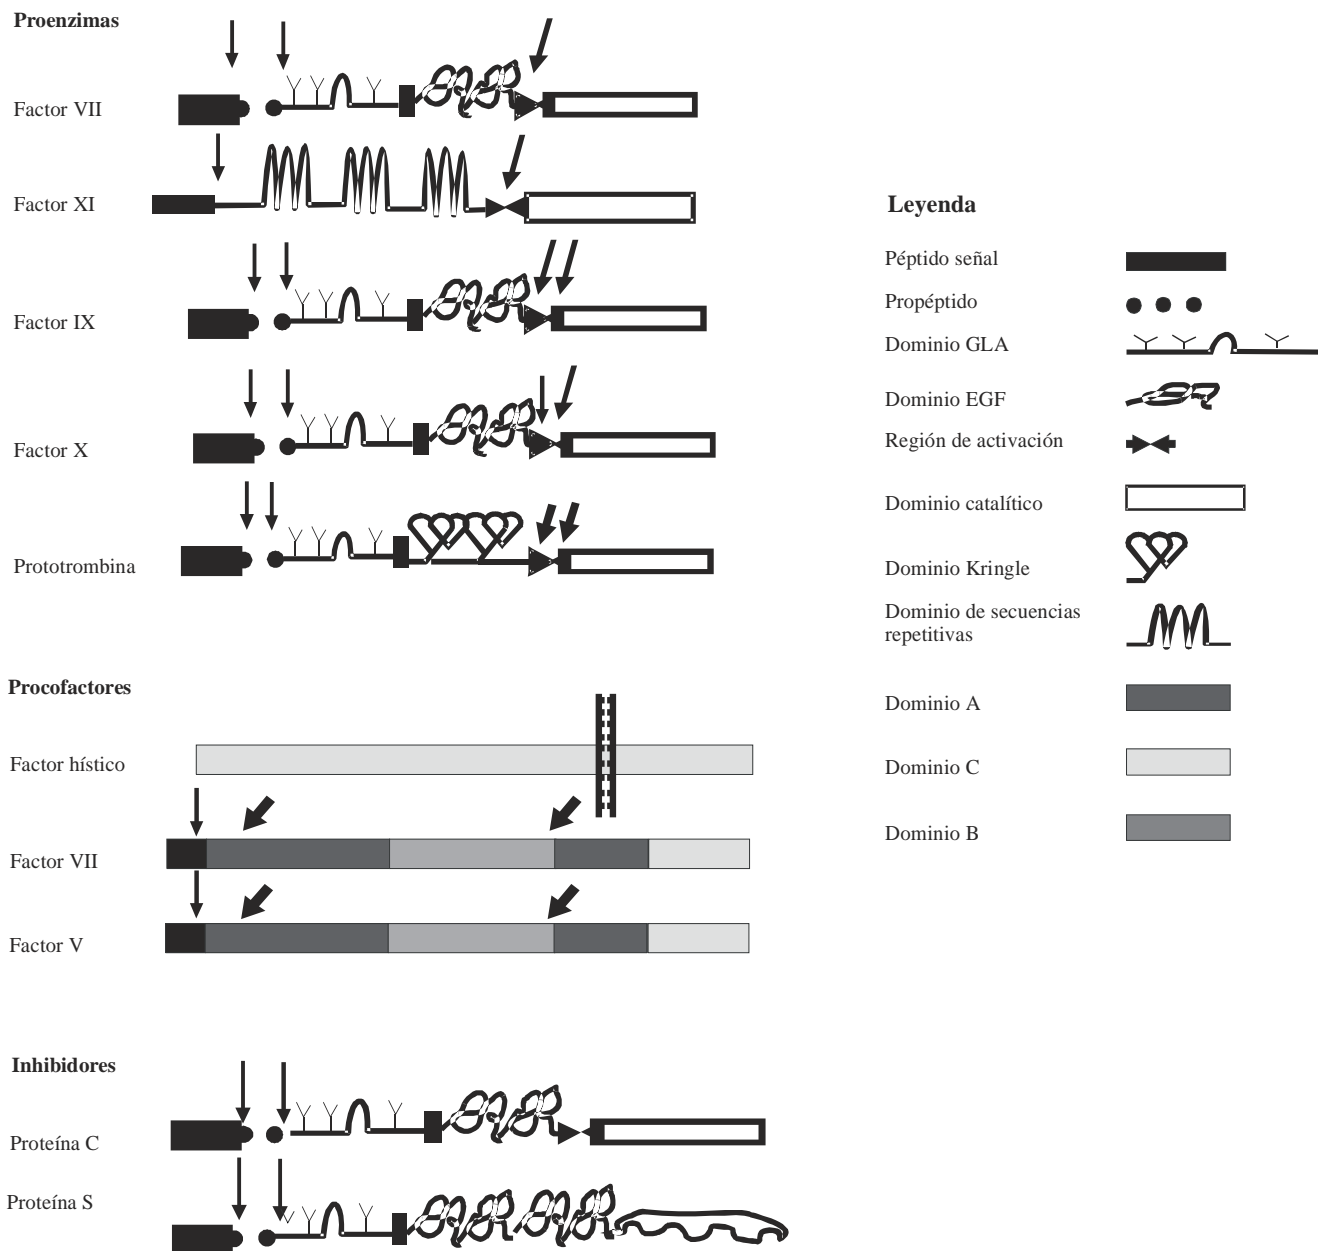 Proenzimas
Factor VII
Factor XI
Factor IX
Factor X
Prototrombina
Procofactores
Factor hístico
Factor VII
Factor V
Inhibidores
Proteína C
Proteína S
Leyenda
Péptido señal
Propéptido
Dominio GLA
Dominio EGF
Región de activación
Dominio catalítico
Dominio Kringle
Dominio de secuencias
repetitivas
Dominio A
Dominio C
Dominio B